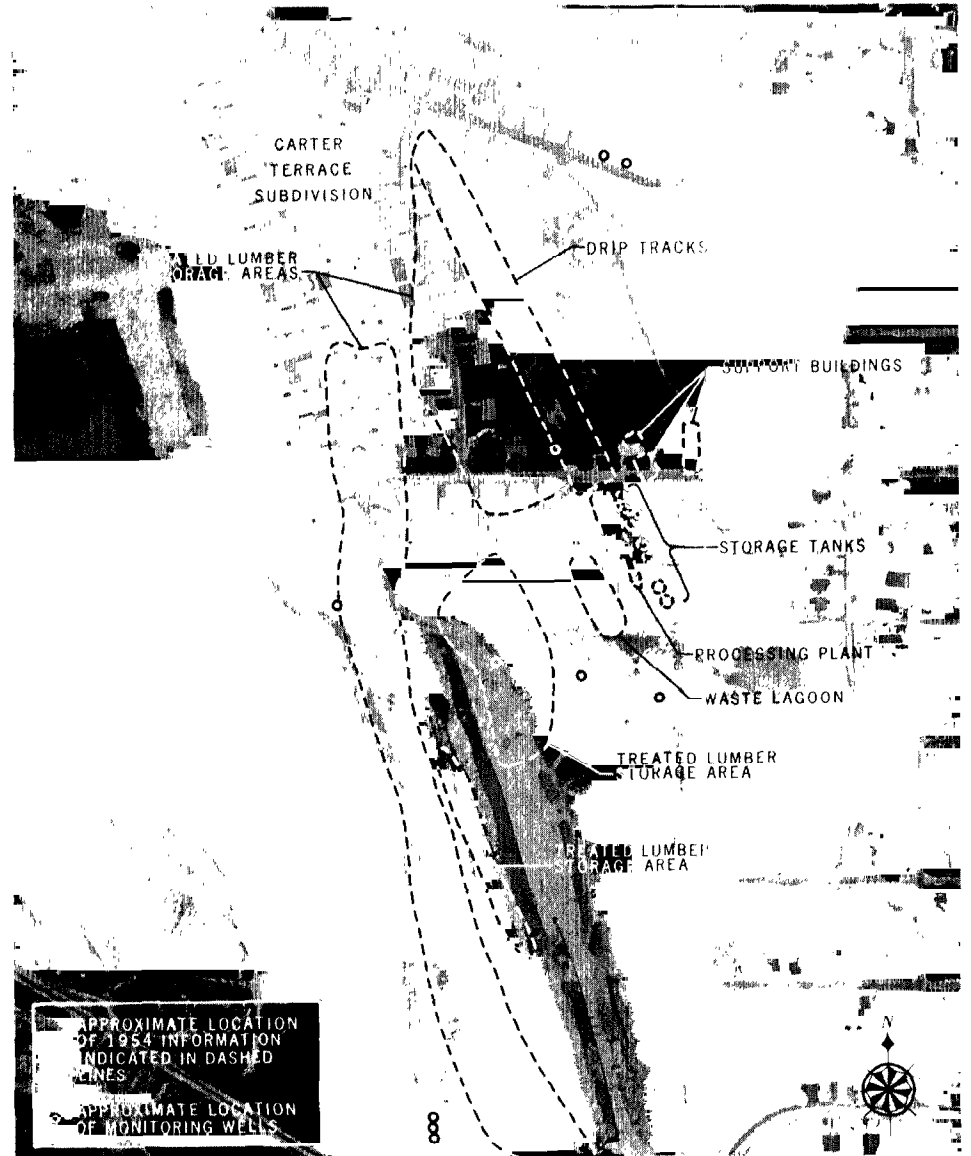 CARTER
TERRACE
SUBDIVISION
DRIP TRACKS
LUMBER
AREAS
SUPPORT BUILDINGS
STORAGE TANKS
PROCESSING PLANT
WASTE LAGOON
TREATED LUMBER
STORAGE AREA
TREATED LUMBER
STORAGE AREA
APPROXIMATE LOCATION
OF 1954 INFORMATION
INDICATED IN DASHED
LINES
APPROXIMATE LOCATION
OF MONITORING WELLS
N